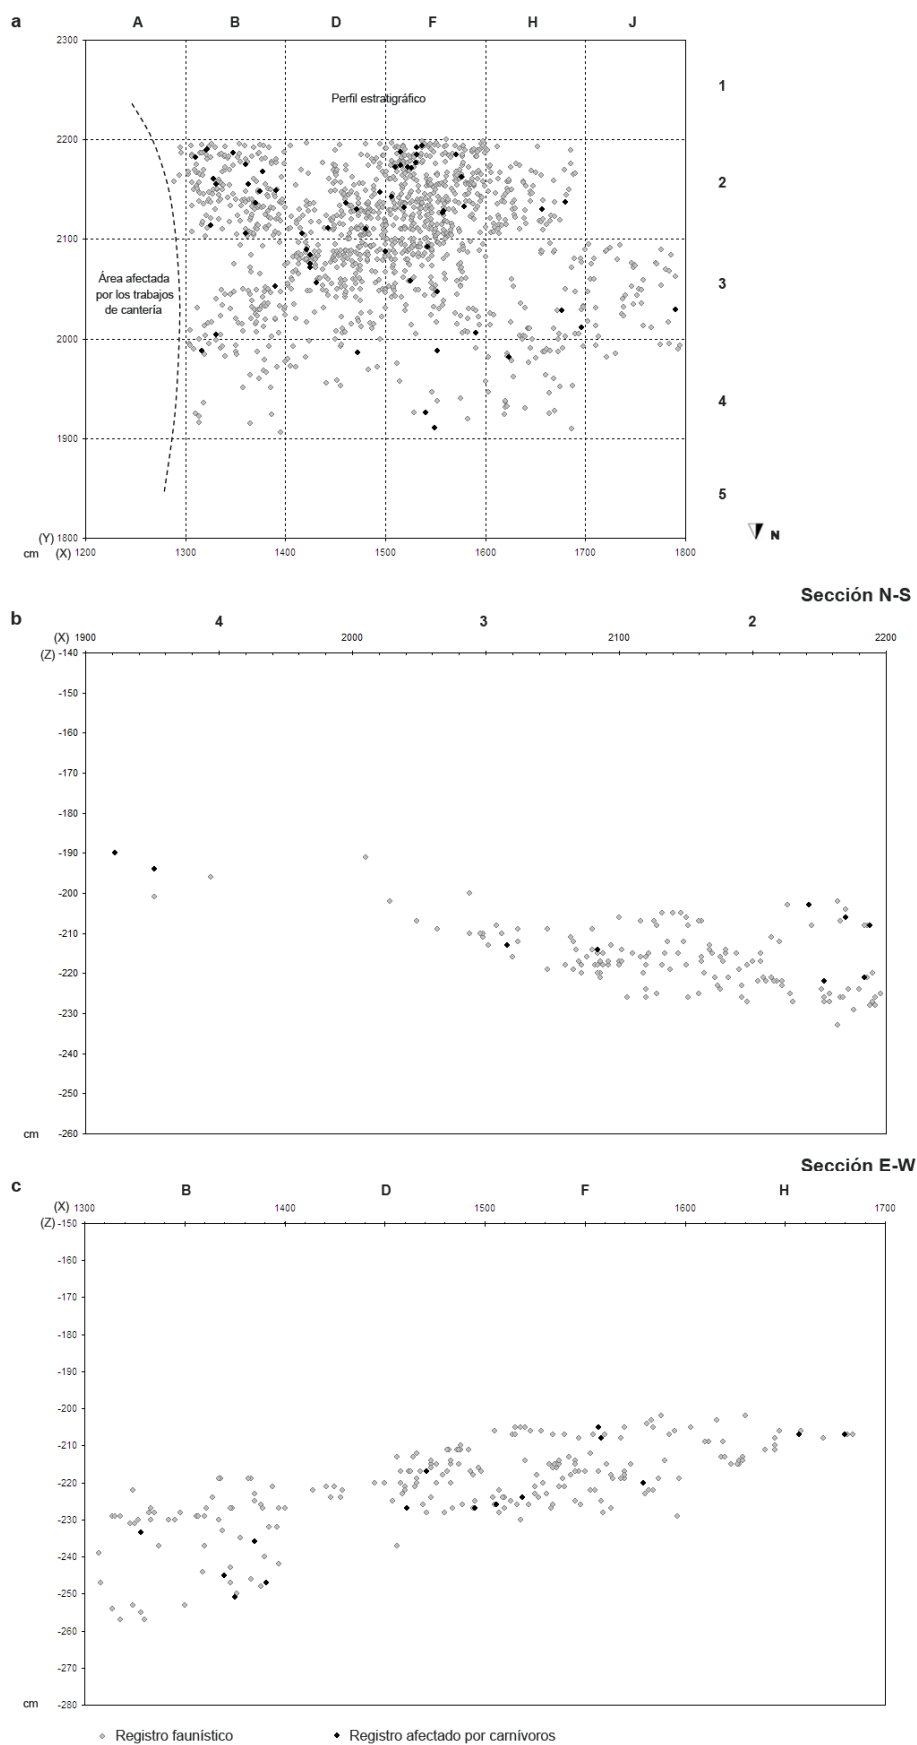 a A B D F H J
2300
1
Perfil estratigráfico
2200
2
2100
Área afectada
por los trabajos
de cantería
3
2000
4
1900
5
(Y) 1800
N
cm (X) 1200 1300 1400 1500 1600 1700 1800
Sección N-S
b 4 3 2
(X) 1900 2000 2100 2200
(Z) -140
-150
-160
-170
-180
-190
-200
-210
-220
-230
-240
-250
cm -260
Sección E-W
c B D F H
(X) 1300 1400 1500 1600 1700
(Z) -150
-160
-170
-180
-190
-200
-210
-220
-230
-240
-250
-260
-270
cm -280
Registro faunístico Registro afectado por carnívoros